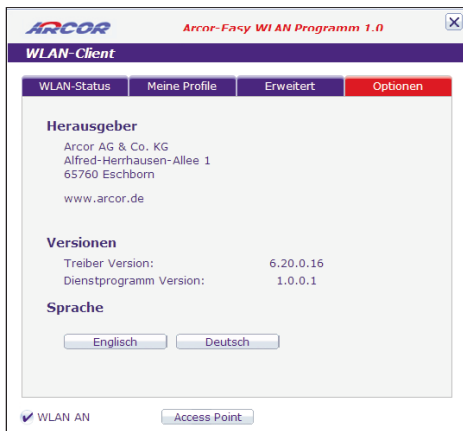 ARCOR Arcor-Easy WLAN Programm 1.0
WLAN-Client
WLAN-Status Meine Profile Erweitert Optionen
Herausgeber
Arcor AG & Co. KG
Alfred-Herrhausen-Allee 1
65760 Eschborn
www.arcor.de
Versionen
Treiber Version: 6.20.0.16
Dienstprogramm Version: 1.0.0.1
Sprache
Englisch Deutsch
WLAN AN Access Point